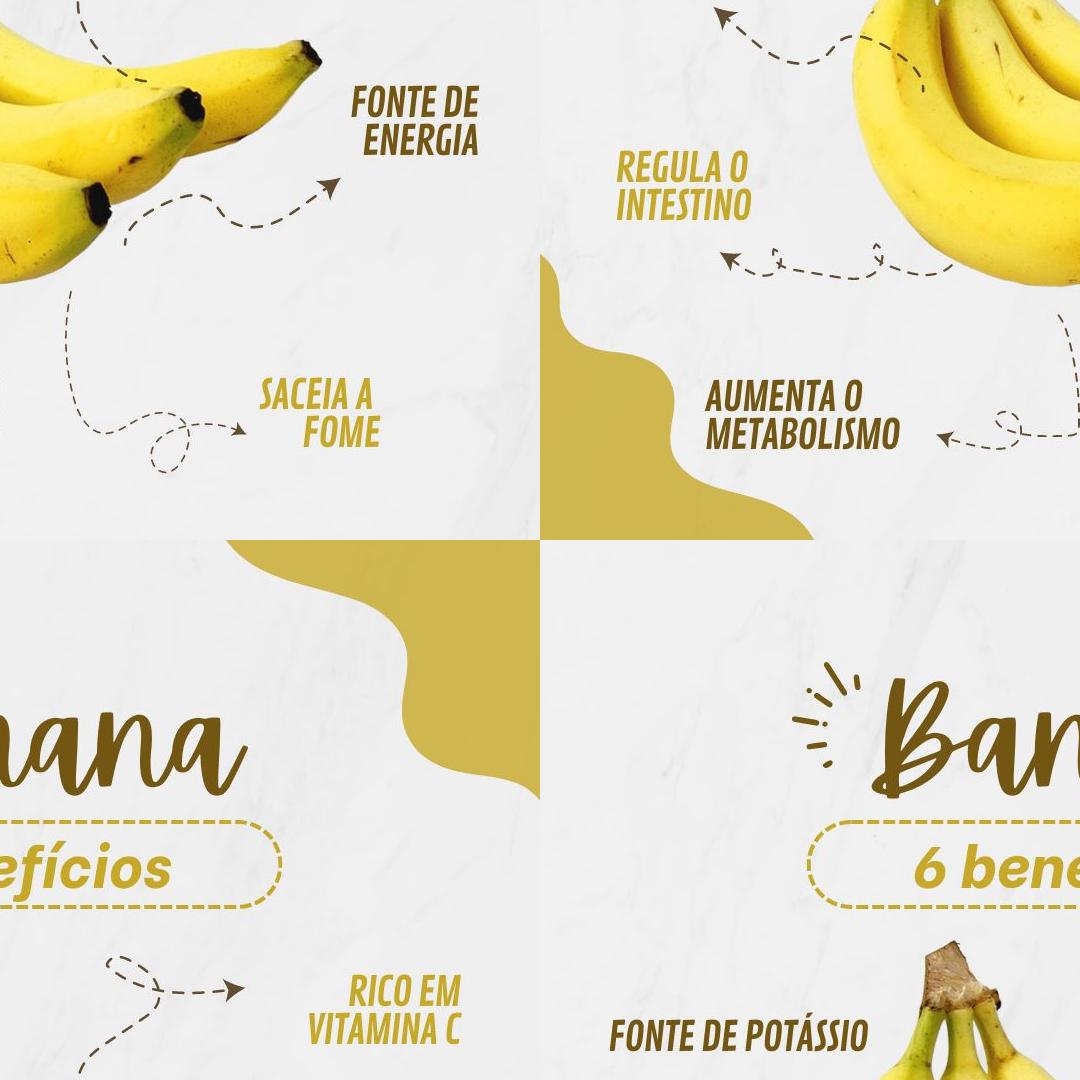 FONTE DE
ENERGIA
SACEIA A
FOME
REGULA O
INTESTINO
AUMENTA O
METABOLISMO
nana
efícios
RICO EM
VITAMINA C
Ban
6 bene
FONTE DE POTÁSSIO